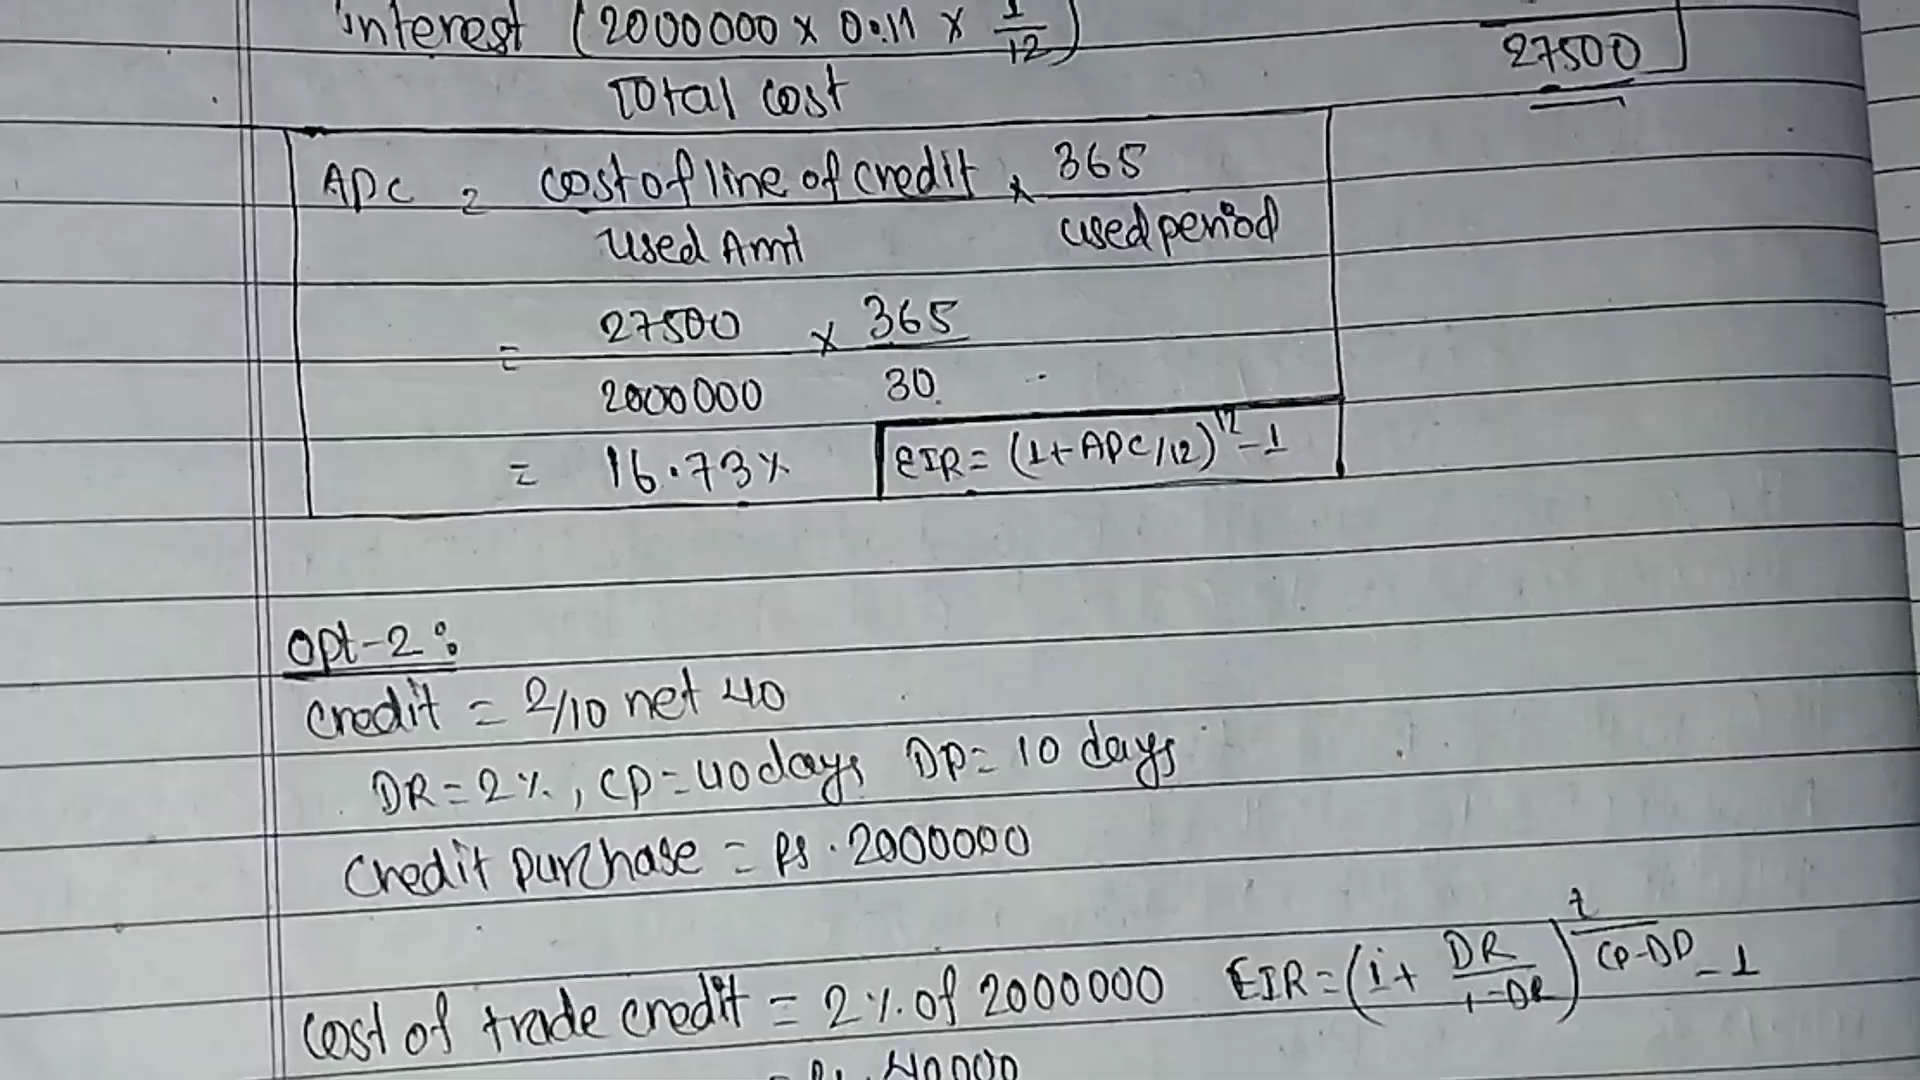 interest (2000000 x 0.11 x 1/12)
27500
Total cost
APC = cost of line of credit x 365
used Amt used period
= 27500 x 365
2000000 30
= 16.73% EIR = (1+APC/12)^12 - 1
opt-2:
credit = 2/10 net 40
DR = 2%, CP = 40 days DP = 10 days
credit purchase = Rs. 2000000
cost of trade credit = 2% of 2000000 EIR = (1 + DR/1-DR)^t/CP-DP - 1
= Rs. 40000